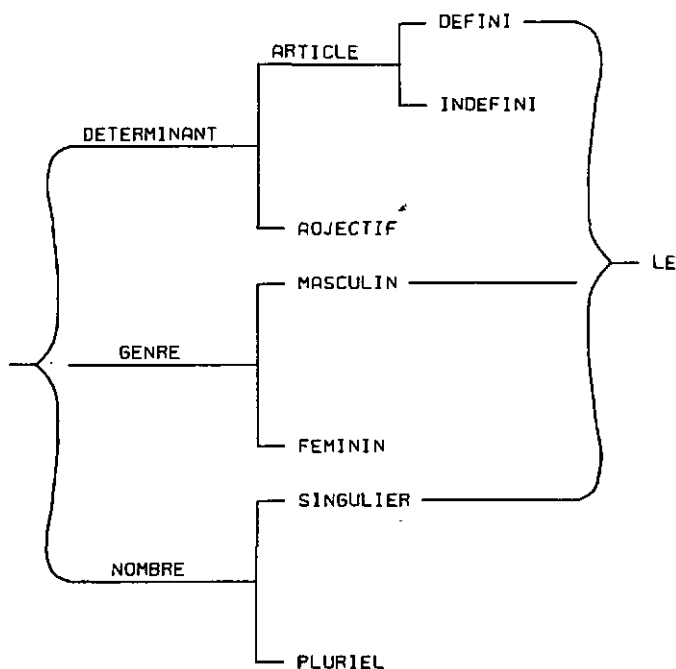 DEFINI
ARTICLE
INDEFINI
DETERMINANT
ADJECTIF
LE
MASCULIN
GENRE
FEMININ
SINGULIER
NOMBRE
PLURIEL